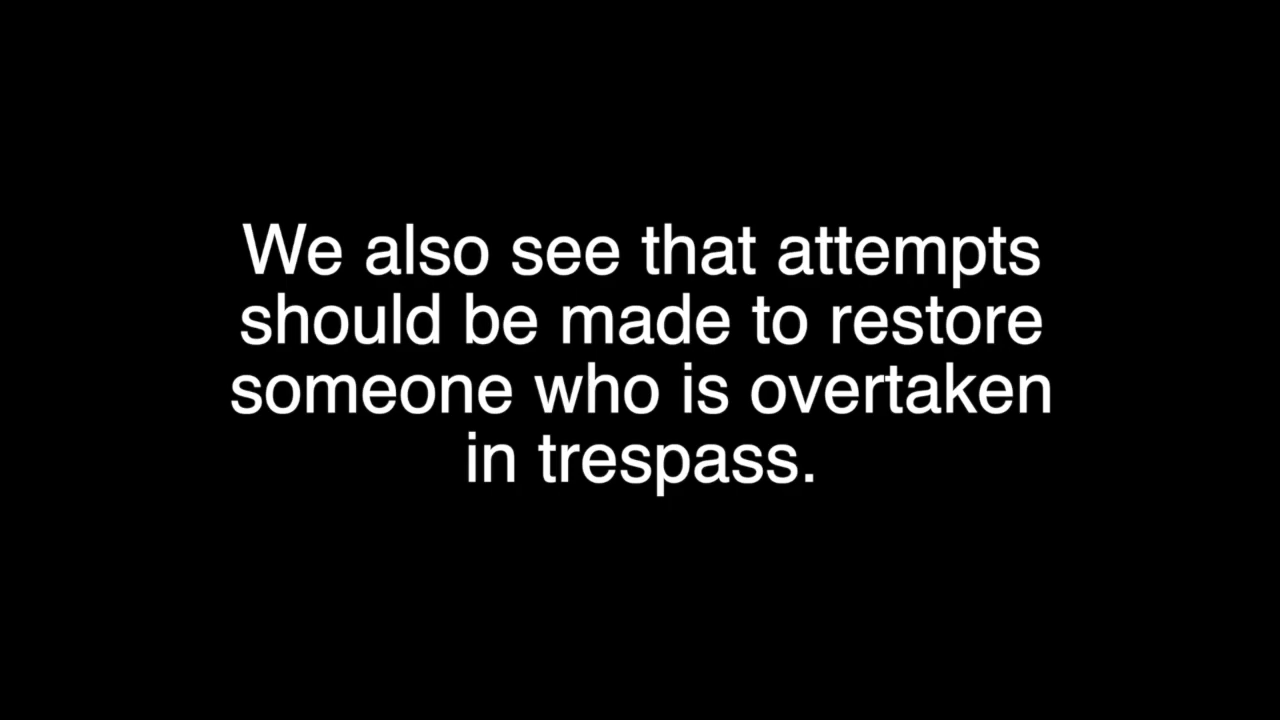 We also see that attempts
should be made to restore
someone who is overtaken
in trespass.